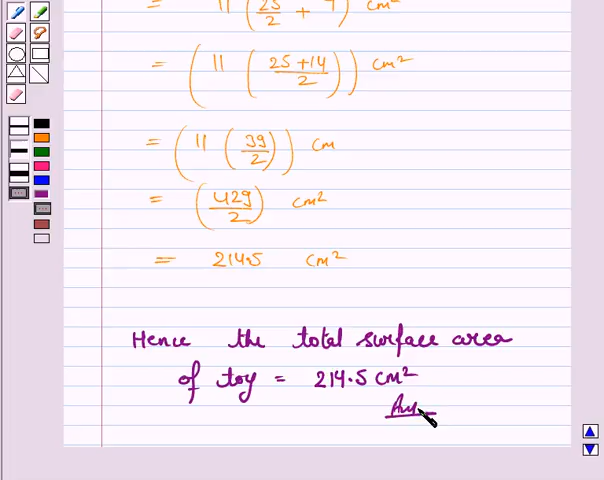 = 11 ( 25/2 + 7 ) cm²
= ( 11 ( 25+14/2 ) ) cm²
= ( 11 ( 39/2 ) ) cm
= ( 429/2 ) cm²
= 214.5 cm²
Hence the total surface area
of toy = 214.5 cm²
Ans